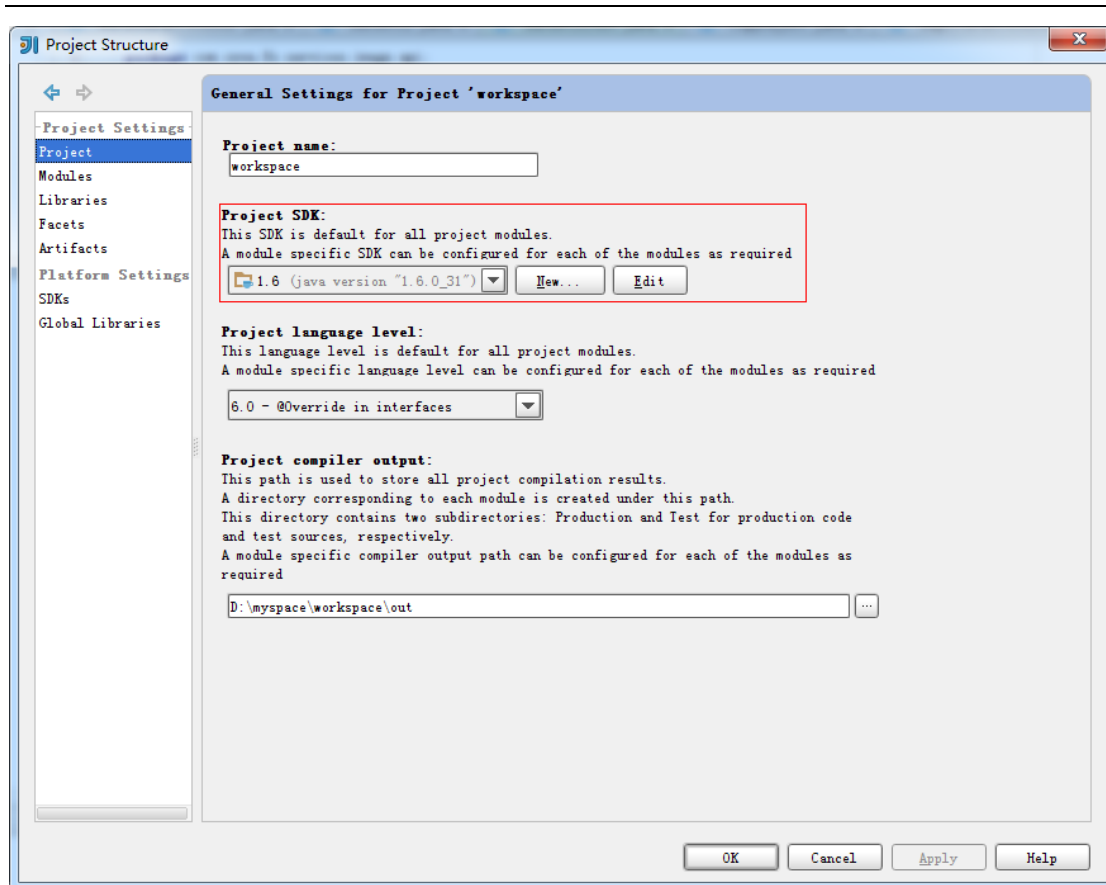 Project Structure
General Settings for Project 'workspace'
Project Settings
Project
Modules
Libraries
Facets
Artifacts
Platform Settings
SDKs
Global Libraries
Project name:
workspace
Project SDK:
This SDK is default for all project modules.
A module specific SDK can be configured for each of the modules as required
1.6 (java version "1.6.0_31")
New...
Edit
Project language level:
This language level is default for all project modules.
A module specific language level can be configured for each of the modules as required
6.0 - @Override in interfaces
Project compiler output:
This path is used to store all project compilation results.
A directory corresponding to each module is created under this path.
This directory contains two subdirectories: Production and Test for production code
and test sources, respectively.
A module specific compiler output path can be configured for each of the modules as
required
D:\myspace\workspace\out
...
OK
Cancel
Apply
Help